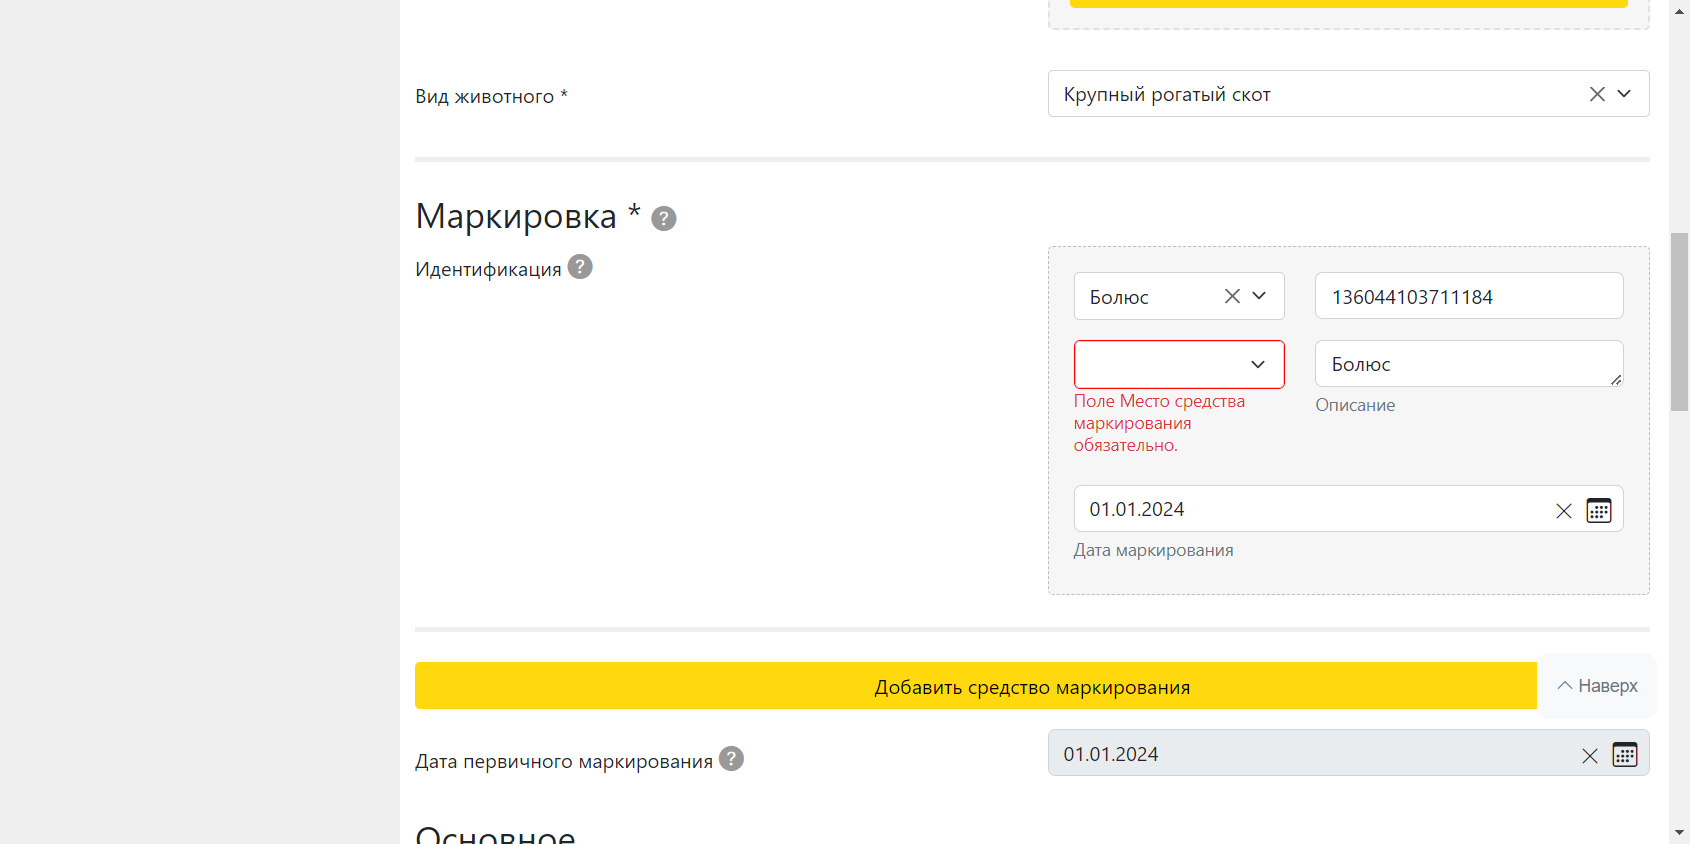 Вид животного *
Крупный рогатый скот
Маркировка * ?
Идентификация ?
Болюс
136044103711184
Болюс
Поле Место средства
маркирования
обязательно.
Описание
01.01.2024
Дата маркирования
Добавить средство маркирования
Наверх
Дата первичного маркирования ?
01.01.2024
Основное